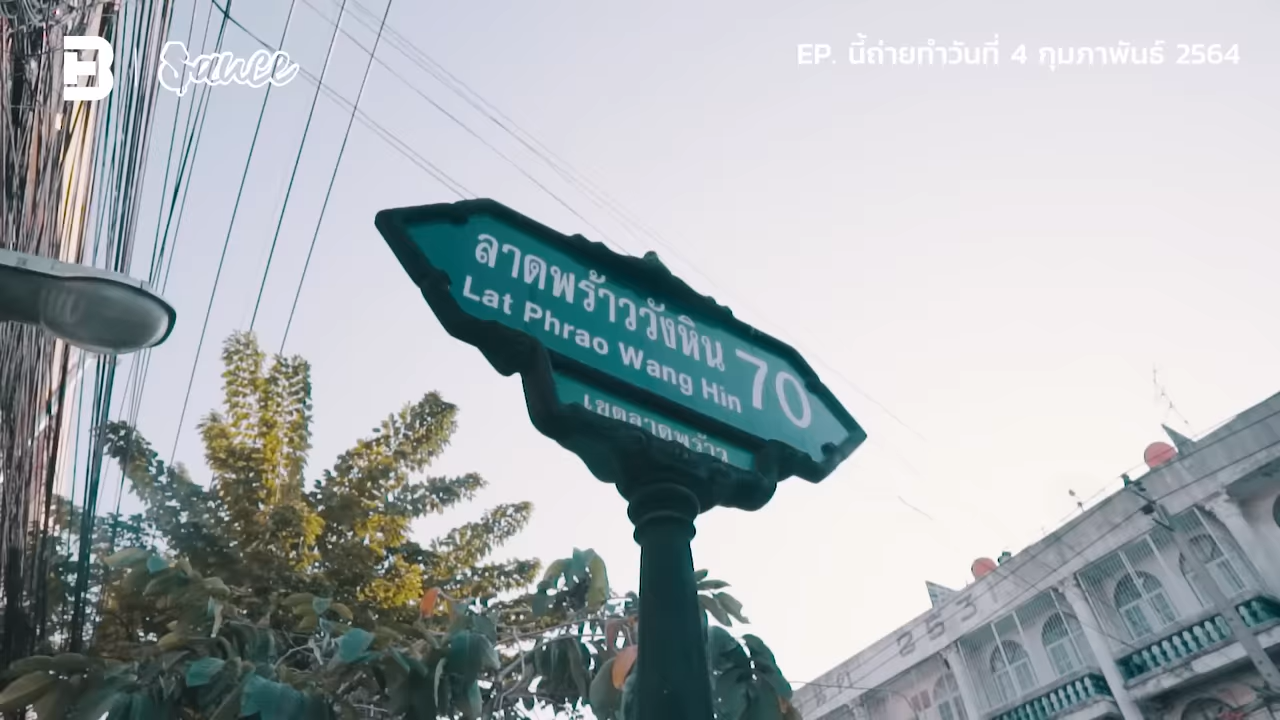 B | Sauce
EP. นี้ถ่ายทำวันที่ 4 กุมภาพันธ์ 2564
ลาดพร้าววังหิน 70
Lat Phrao Wang Hin
เขตลาดพร้าว
2531